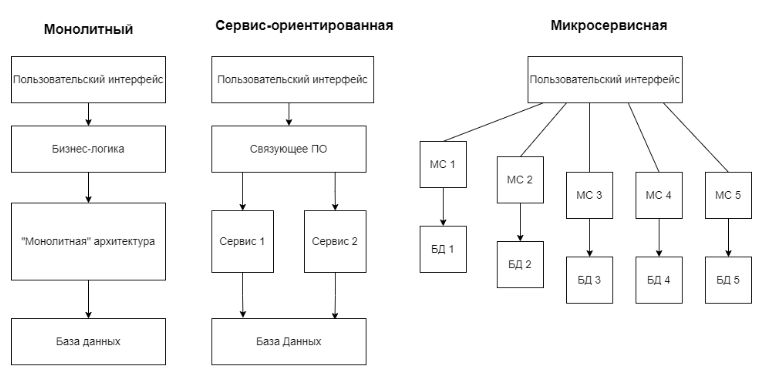 Монолитный
Пользовательский интерфейс
Бизнес-логика
"Монолитная" архитектура
База данных
Сервис-ориентированная
Пользовательский интерфейс
Связующее ПО
Сервис 1
Сервис 2
База Данных
Микросервисная
Пользовательский интерфейс
МС 1
МС 2
МС 3
МС 4
МС 5
БД 1
БД 2
БД 3
БД 4
БД 5